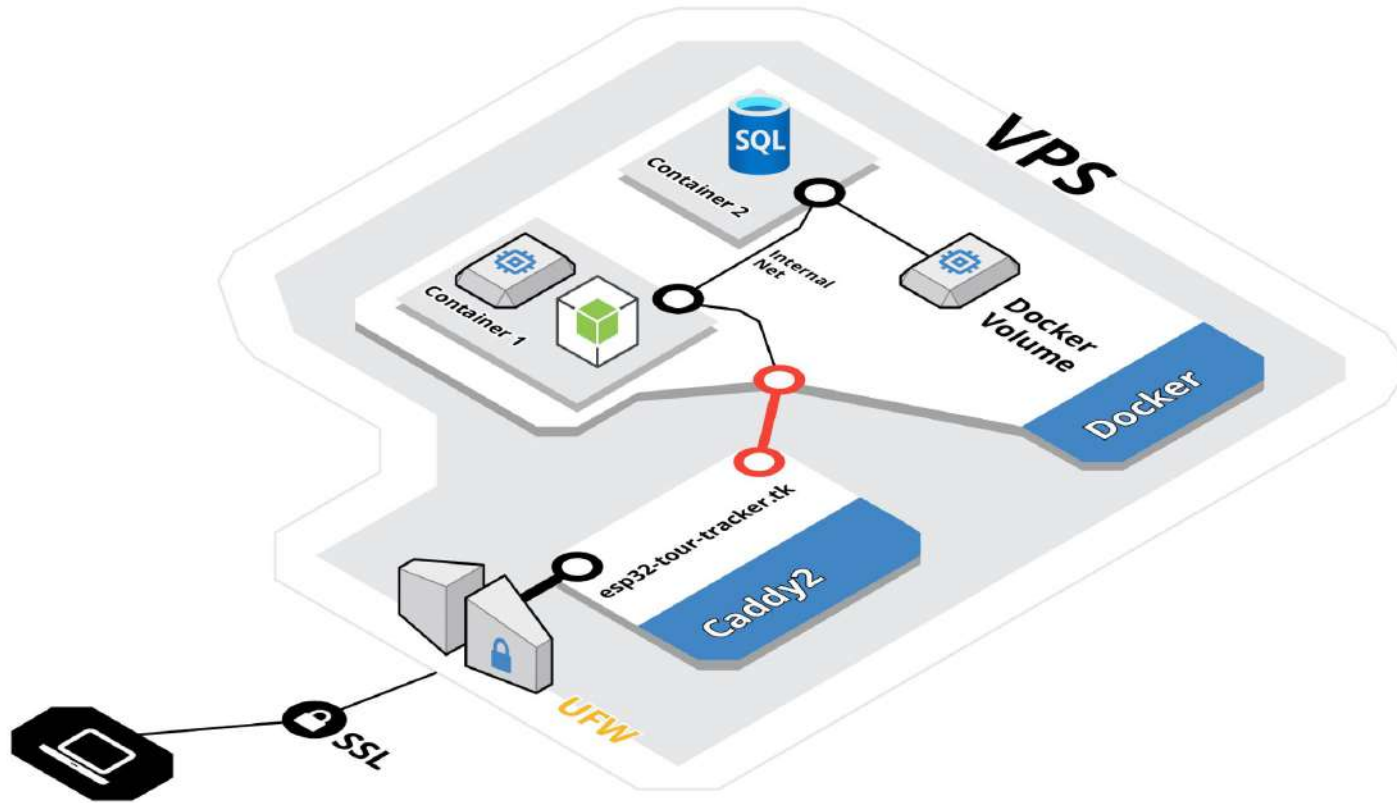 VPS
SQL
Container 2
Internal
Net
Container 1
Docker
Volume
Docker
esp32-tour-tracker.tk
Caddy2
UFW
SSL